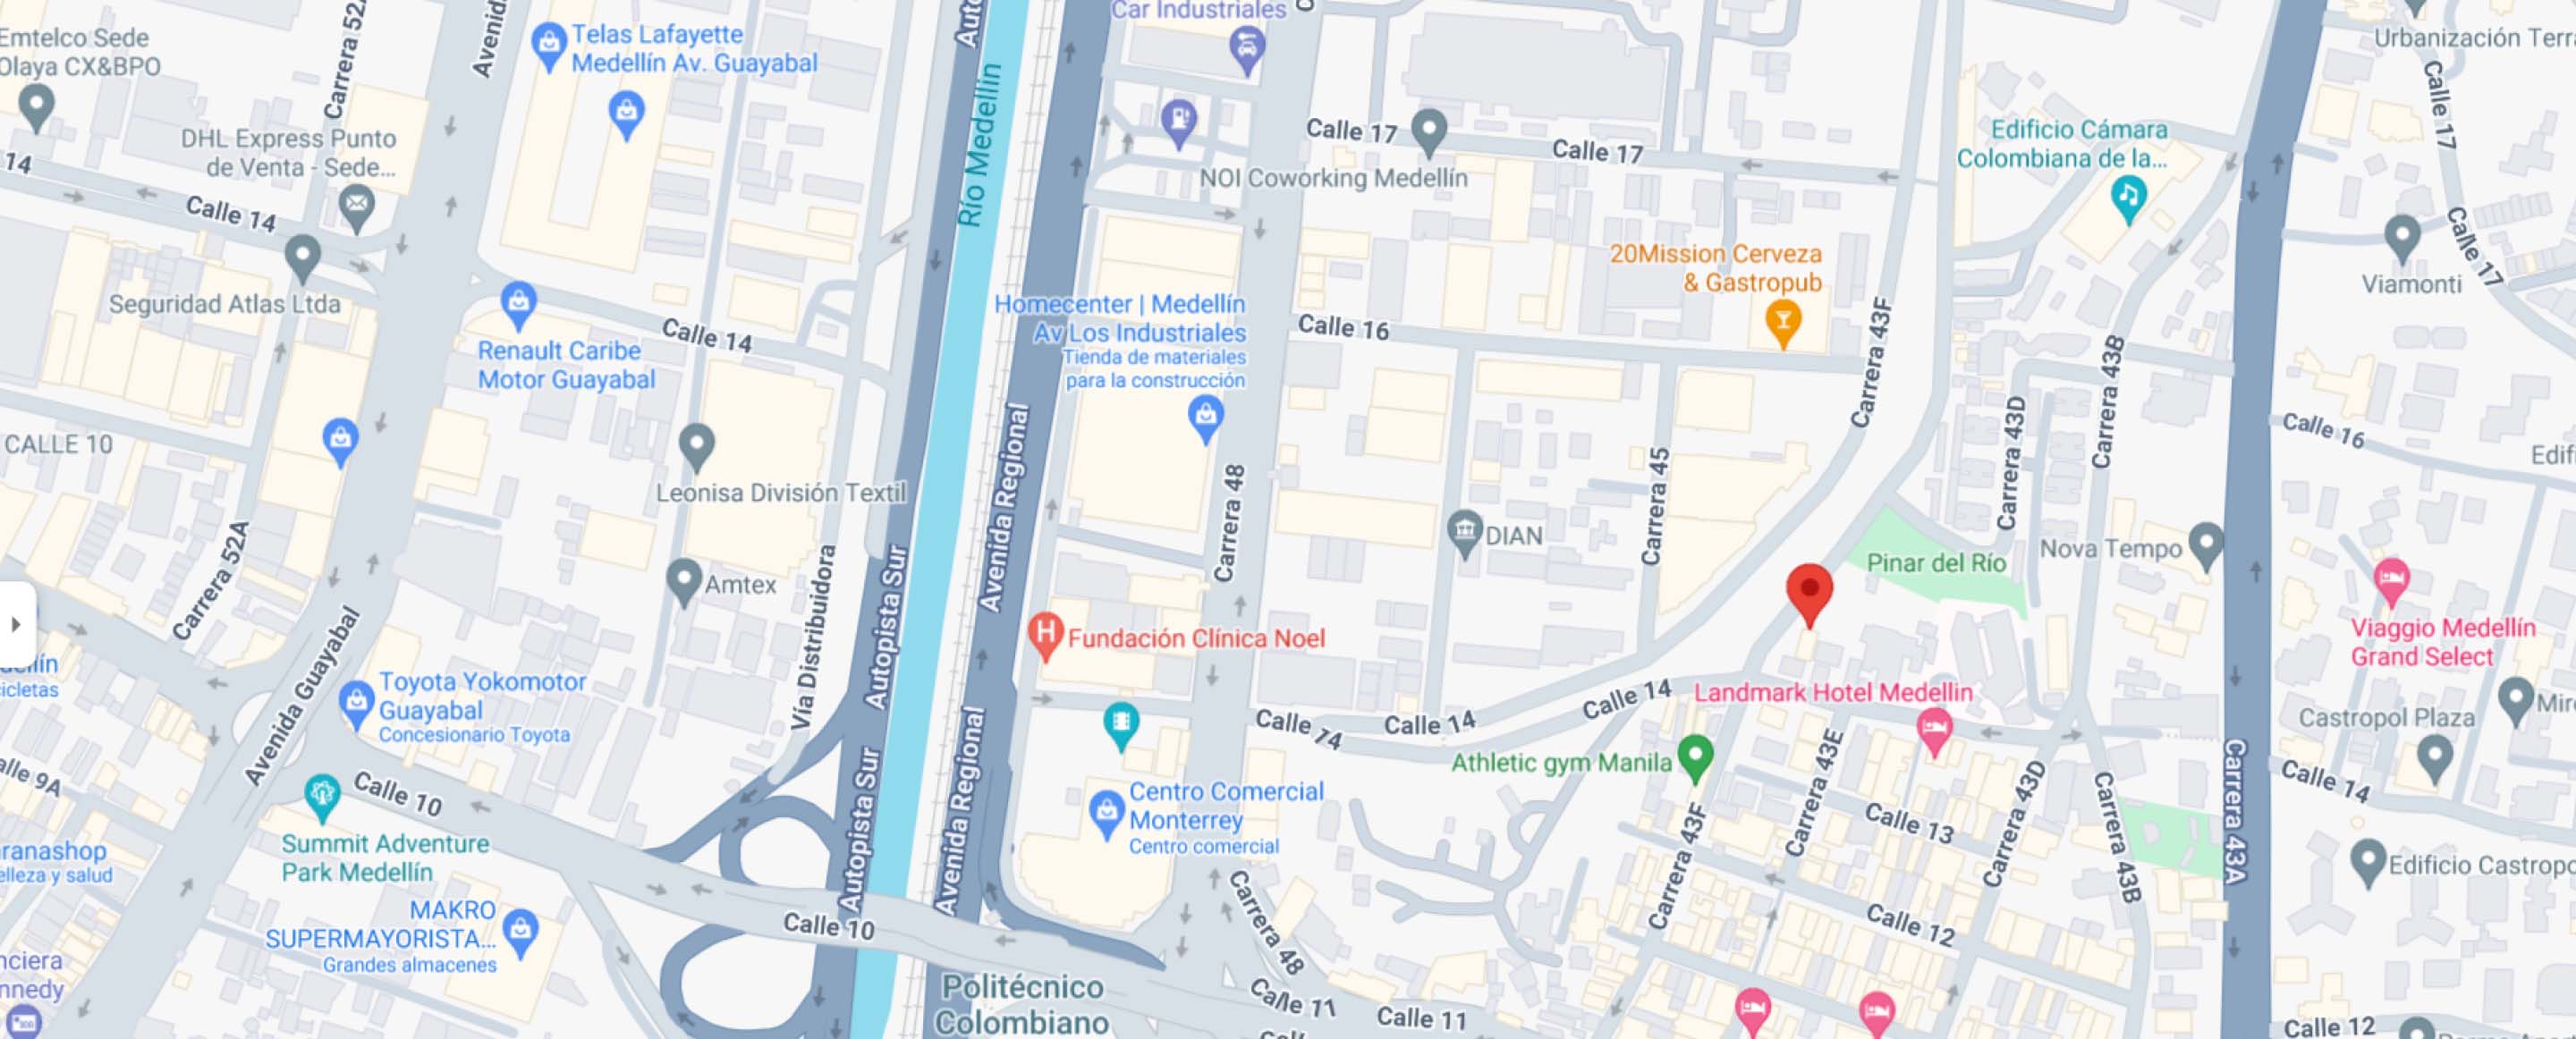 Emtelco Sede
Olaya CX&BPO
Carrera 52A
Telas Lafayette
Medellín Av. Guayabal
Río Medellín
Car Industriales
Calle 17
Calle 17
NOI Coworking Medellín
Edificio Cámara
Colombiana de la...
Calle 17
Calle 17
Viamonti
DHL Express Punto
de Venta - Sede...
14
Calle 14
Seguridad Atlas Ltda
Renault Caribe
Motor Guayabal
Calle 14
Homecenter | Medellín
Av Los Industriales
Tienda de materiales
para la construcción
Calle 16
20Mission Cerveza
& Gastropub
Carrera 43F
Carrera 43B
Carrera 43D
Calle 16
CALLE 10
Leonisa División Textil
Amtex
Carrera 52A
Vía Distribuidora
Autopista Sur
Avenida Regional
Carrera 48
DIAN
Carrera 45
Pinar del Río
Nova Tempo
Viaggio Medellín
Grand Select
Fundación Clínica Noel
Avenida Guayabal
Toyota Yokomotor
Guayabal
Concesionario Toyota
Landmark Hotel Medellin
Calle 14
Calle 14
Calle 14
Castropol Plaza
Athletic gym Manila
Carrera 43E
Calle 13
Carrera 43D
Carrera 43B
Carrera 43A
Calle 14
Calle 10
Summit Adventure
Park Medellín
Autopista Sur
Avenida Regional
Centro Comercial
Monterrey
Centro comercial
Carrera 43F
Calle 12
MAKRO
SUPERMAYORISTA...
Grandes almacenes
Calle 10
Carrera 48
Politécnico
Colombiano
Calle 11
Calle 11
Calle 12